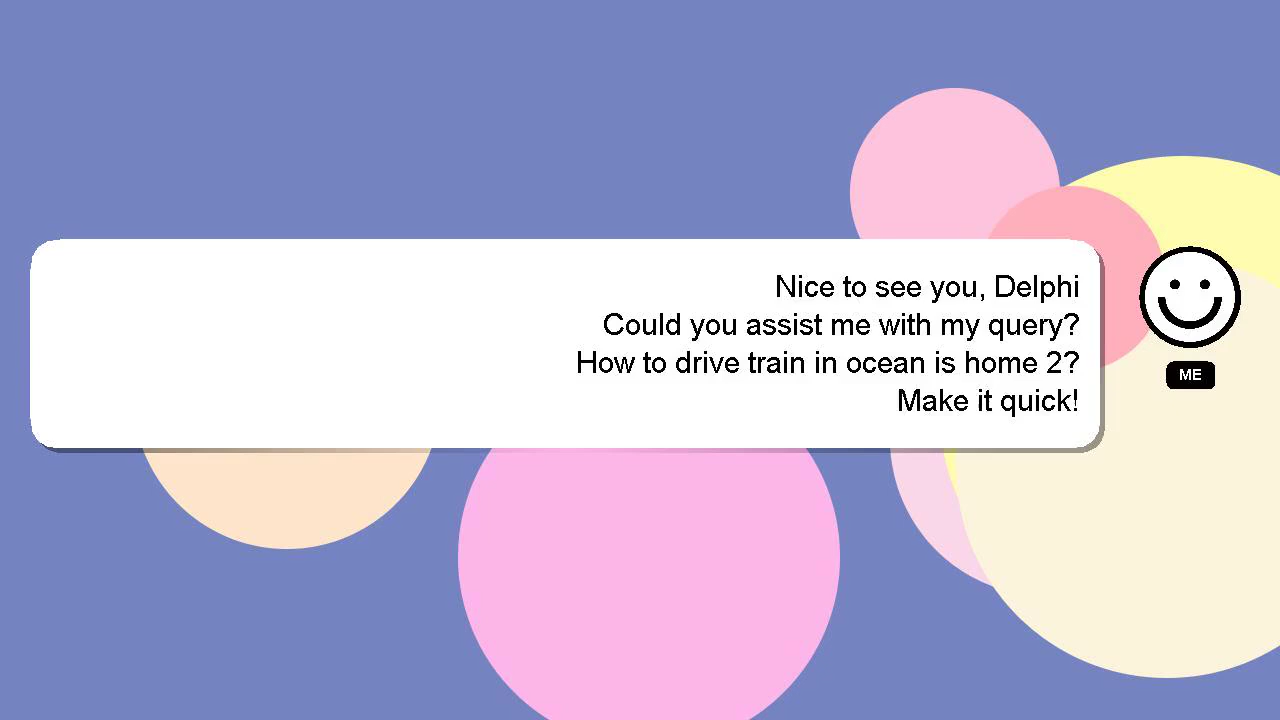 Nice to see you, Delphi
Could you assist me with my query?
How to drive train in ocean is home 2?
Make it quick!
ME